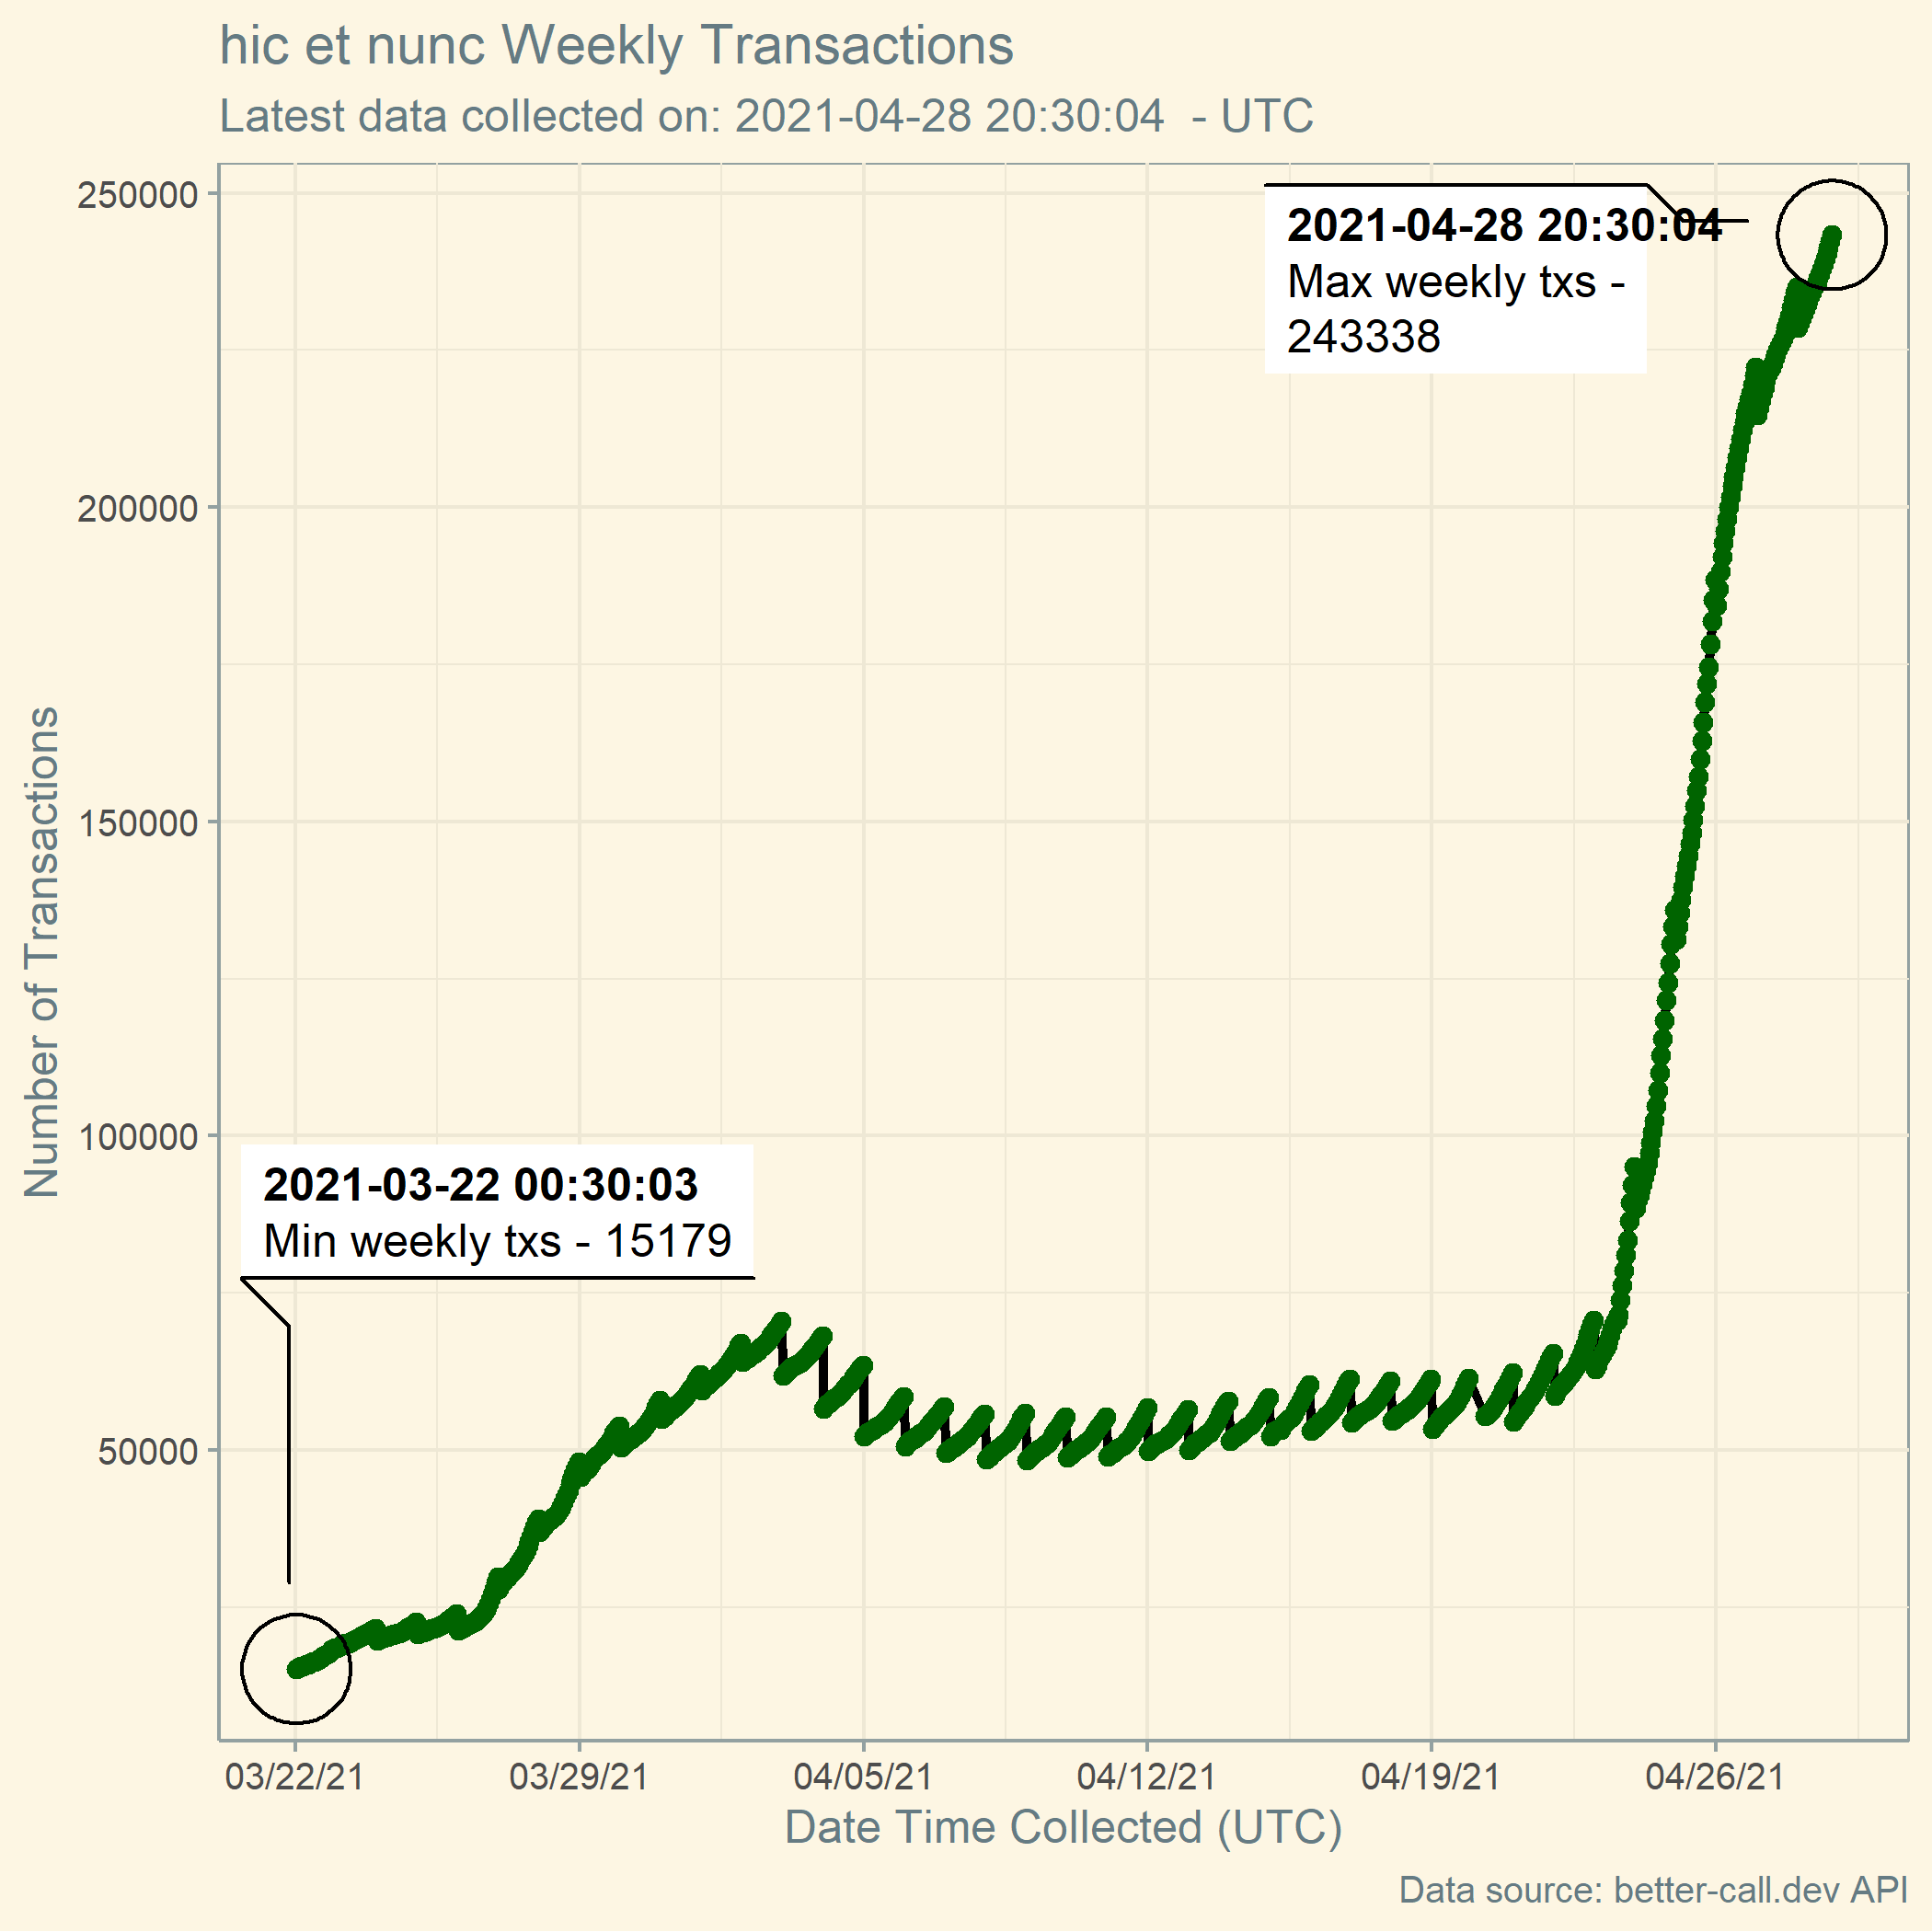 hic et nunc Weekly Transactions
Latest data collected on: 2021-04-28 20:30:04  - UTC
Number of Transactions
250000
200000
150000
100000
50000
2021-04-28 20:30:04
Max weekly txs -
243338
2021-03-22 00:30:03
Min weekly txs - 15179
03/22/21 03/29/21 04/05/21 04/12/21 04/19/21 04/26/21
Date Time Collected (UTC)
Data source: better-call.dev API